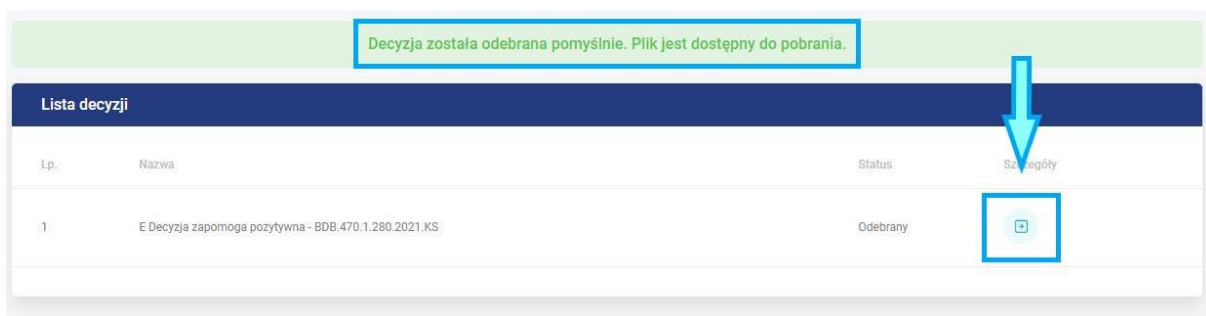 Decyzja została odebrana pomyślnie. Plik jest dostępny do pobrania.
Lista decyzji
Lp. Nazwa Status Szczegóły
1 E Decyzja zapomoga pozytywna - BDB.470.1.280.2021.KS Odebrany